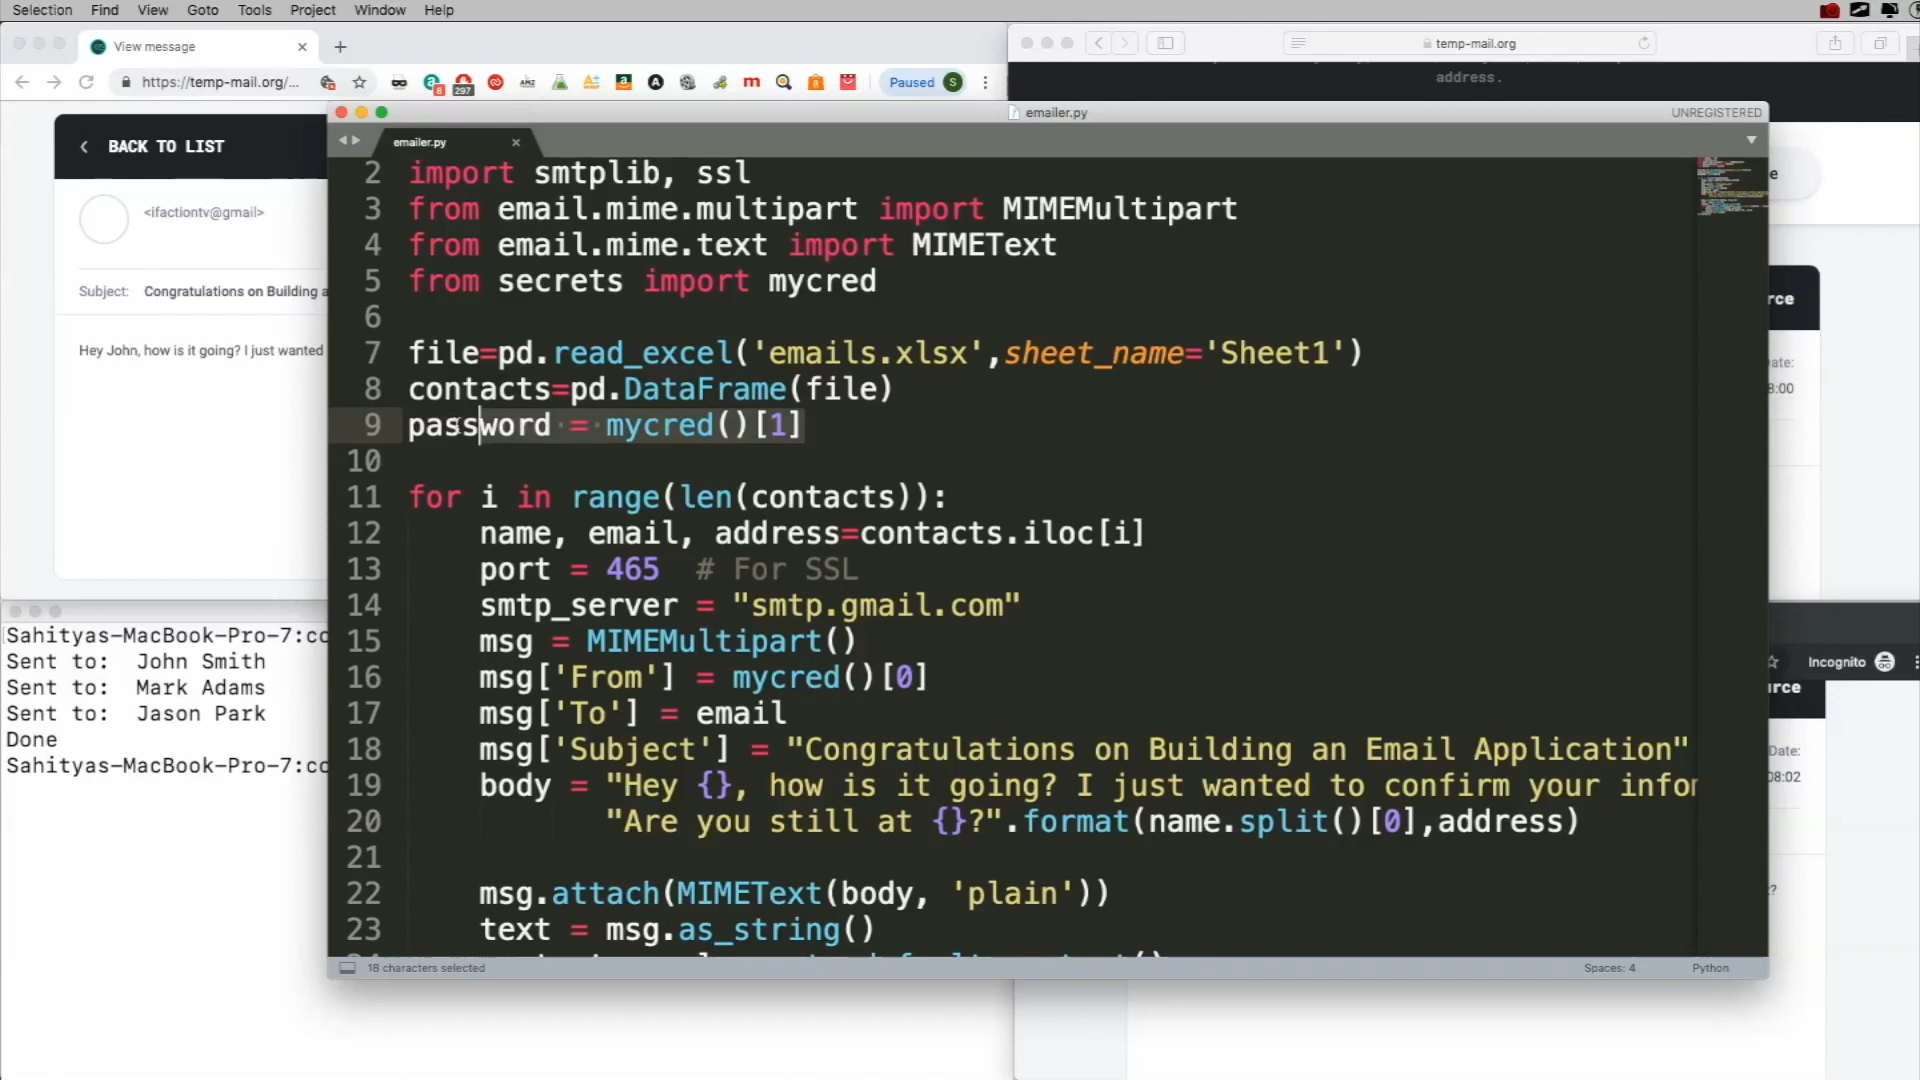 Selection Find View Goto Tools Project Window Help
View message
temp-mail.org
https://temp-mail.org/...
8
297
Paused S
address.
emailer.py
UNREGISTERED
emailer.py
BACK TO LIST
<ifactiontv@gmail>
Subject: Congratulations on Building a
Hey John, how is it going? I just wanted
2 import smtplib, ssl
3 from email.mime.multipart import MIMEMultipart
4 from email.mime.text import MIMEText
5 from secrets import mycred
6
7 file=pd.read_excel('emails.xlsx',sheet_name='Sheet1')
8 contacts=pd.DataFrame(file)
9 password = mycred()[1]
10
11 for i in range(len(contacts)):
12 name, email, address=contacts.iloc[i]
13 port = 465 # For SSL
14 smtp_server = "smtp.gmail.com"
15 msg = MIMEMultipart()
16 msg['From'] = mycred()[0]
17 msg['To'] = email
18 msg['Subject'] = "Congratulations on Building an Email Application"
19 body = "Hey {}, how is it going? I just wanted to confirm your infor
20 "Are you still at {}?".format(name.split()[0],address)
21
22 msg.attach(MIMEText(body, 'plain'))
23 text = msg.as_string()
18 characters selected
Spaces: 4
Python
Sahityas-MacBook-Pro-7:co
Sent to: John Smith
Sent to: Mark Adams
Sent to: Jason Park
Done
Sahityas-MacBook-Pro-7:co
e
rce
ate:
8:00
Incognito
rce
Date:
08:02
?